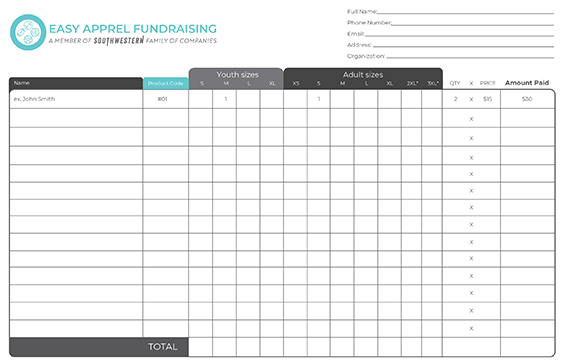 EASY APPREL FUNDRAISING
A MEMBER OF SOUTHWESTERN FAMILY OF COMPANIES
Full Name:
Phone Number:
Email:
Address:
Organization:
Youth sizes Adult sizes
Name Product Code S M L XL XS S M L XL 2XL* 3XL* QTY X PRICE Amount Paid
ex. John Smith #01 1 1 2 x $15 $30
x
x
x
x
x
x
x
x
x
x
x
x
x
TOTAL